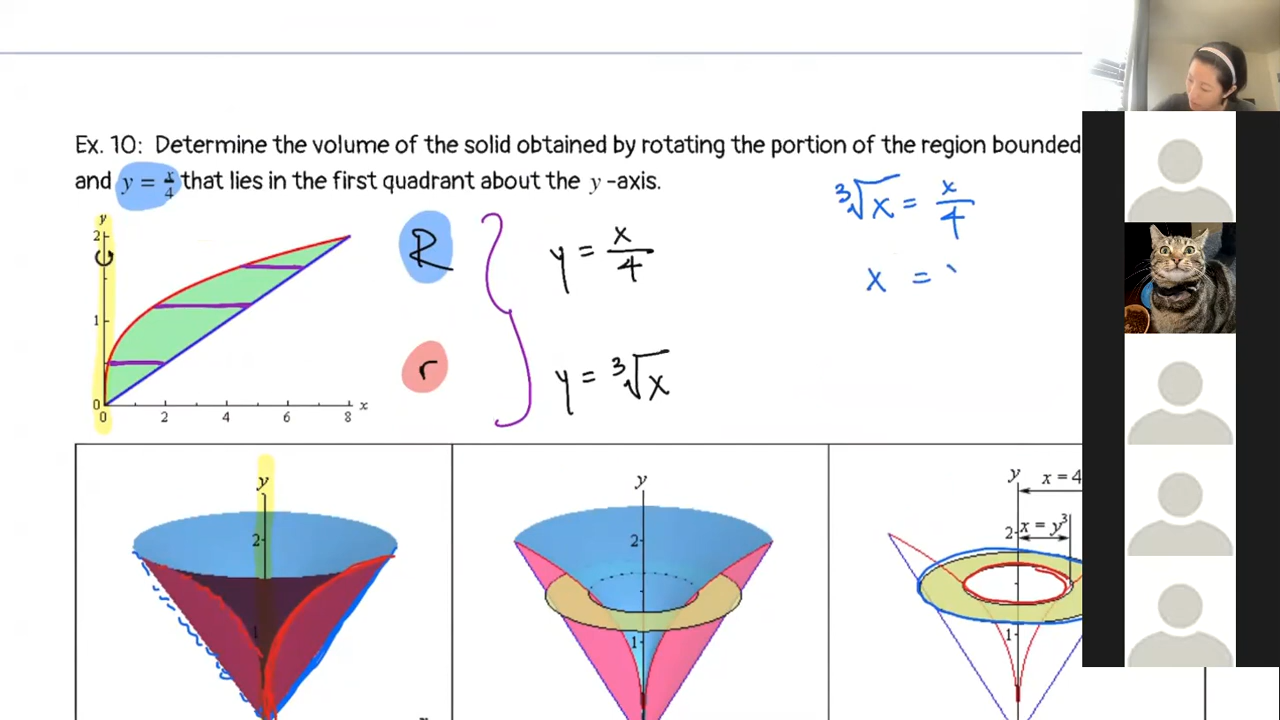 Ex. 10: Determine the volume of the solid obtained by rotating the portion of the region bounded
and y = x/4 that lies in the first quadrant about the y -axis.
∛x = x/4
x =
y
2
1
0
0 2 4 6 8 x
R
y = x/4
r
y = ∛x
y
2
1
y
2
1
y x = 4
x = y³
2
1